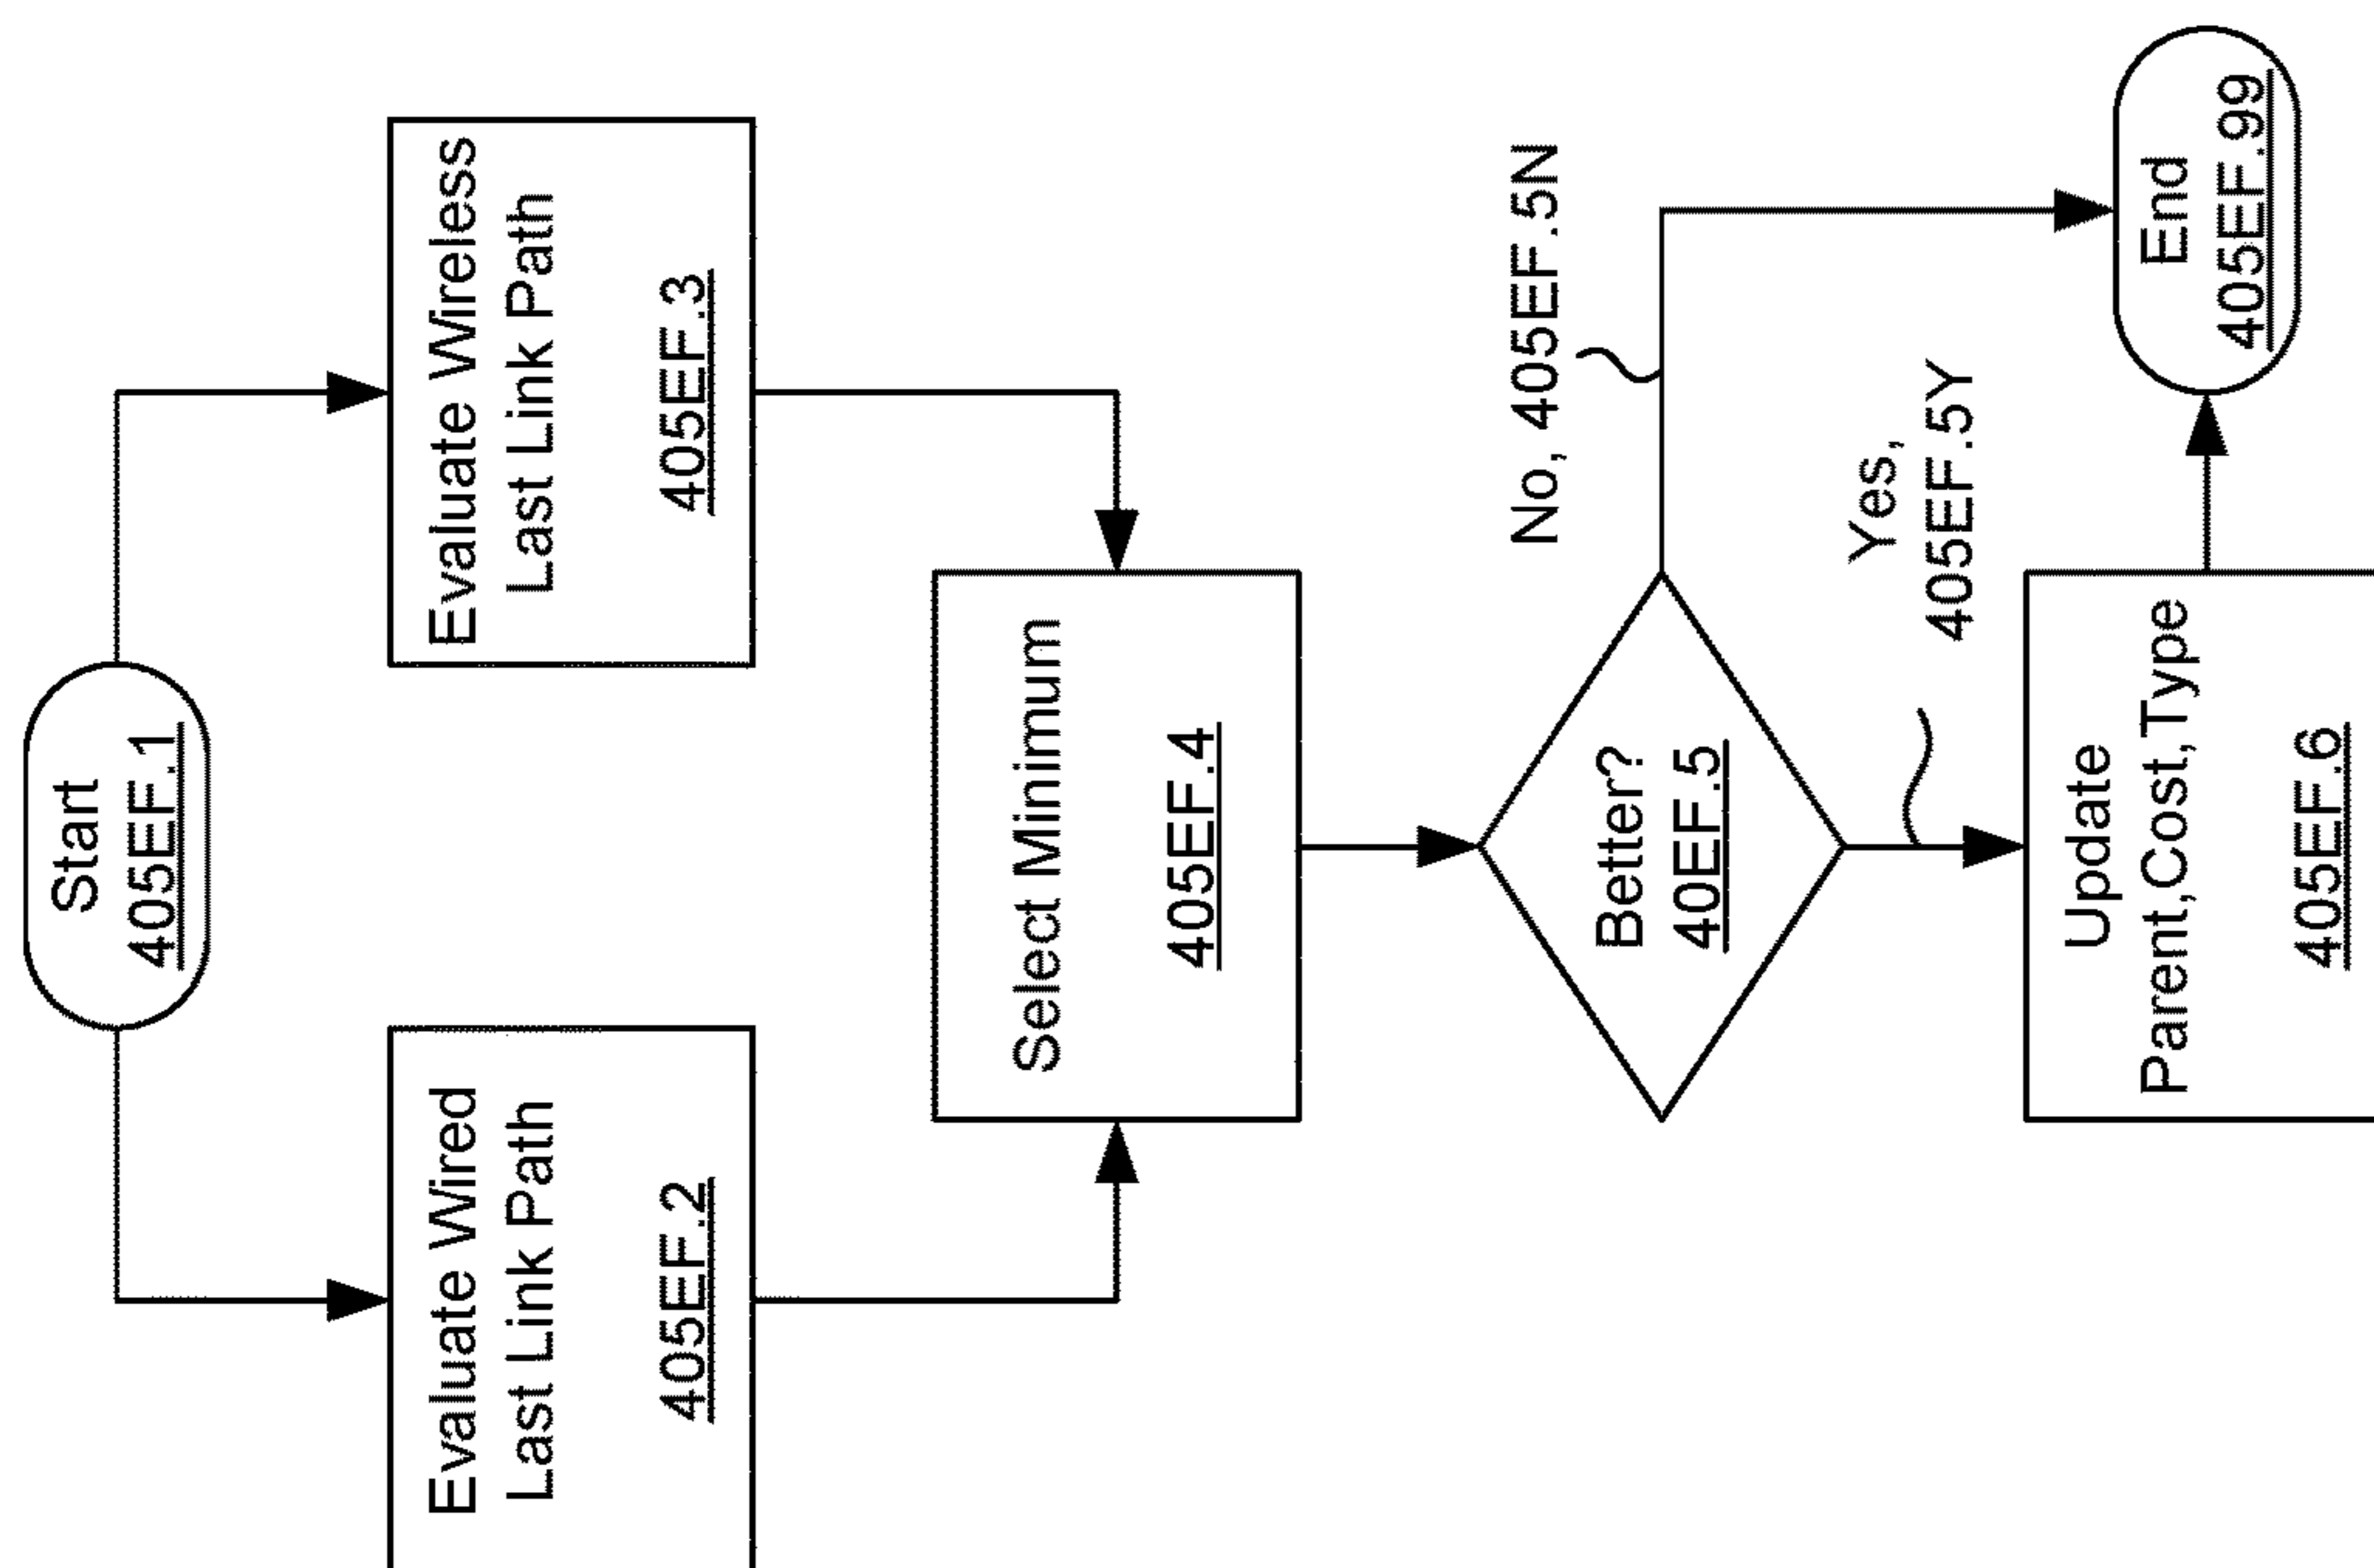 Start
405EF.1
Evaluate Wired
Last Link Path
405EF.2
Evaluate Wireless
Last Link Path
405EF.3
Select Minimum
405EF.4
Better?
40EF.5
No, 405EF.5N
Yes,
405EF.5Y
Update
Parent,Cost,Type
405EF.6
End
405EF.99